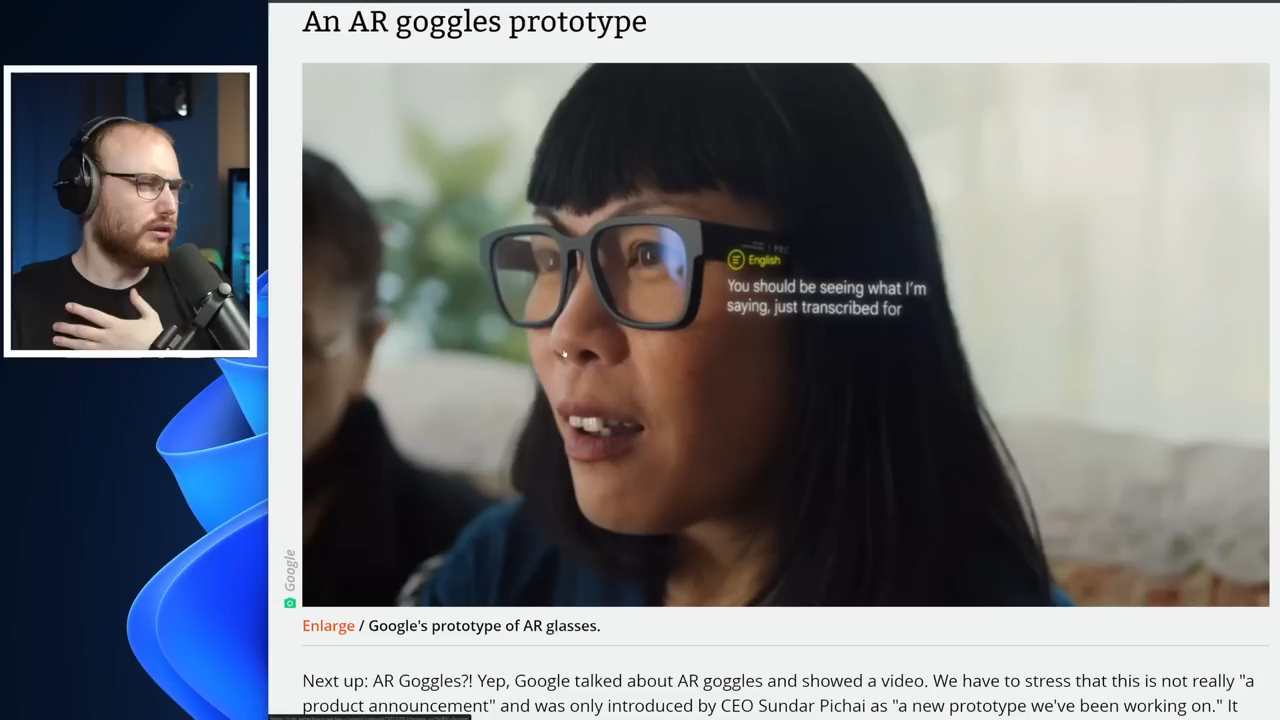 An AR goggles prototype
English
You should be seeing what I'm
saying, just transcribed for
Google
Enlarge / Google's prototype of AR glasses.
Next up: AR Goggles?! Yep, Google talked about AR goggles and showed a video. We have to stress that this is not really "a
product announcement" and was only introduced by CEO Sundar Pichai as "a new prototype we've been working on." It